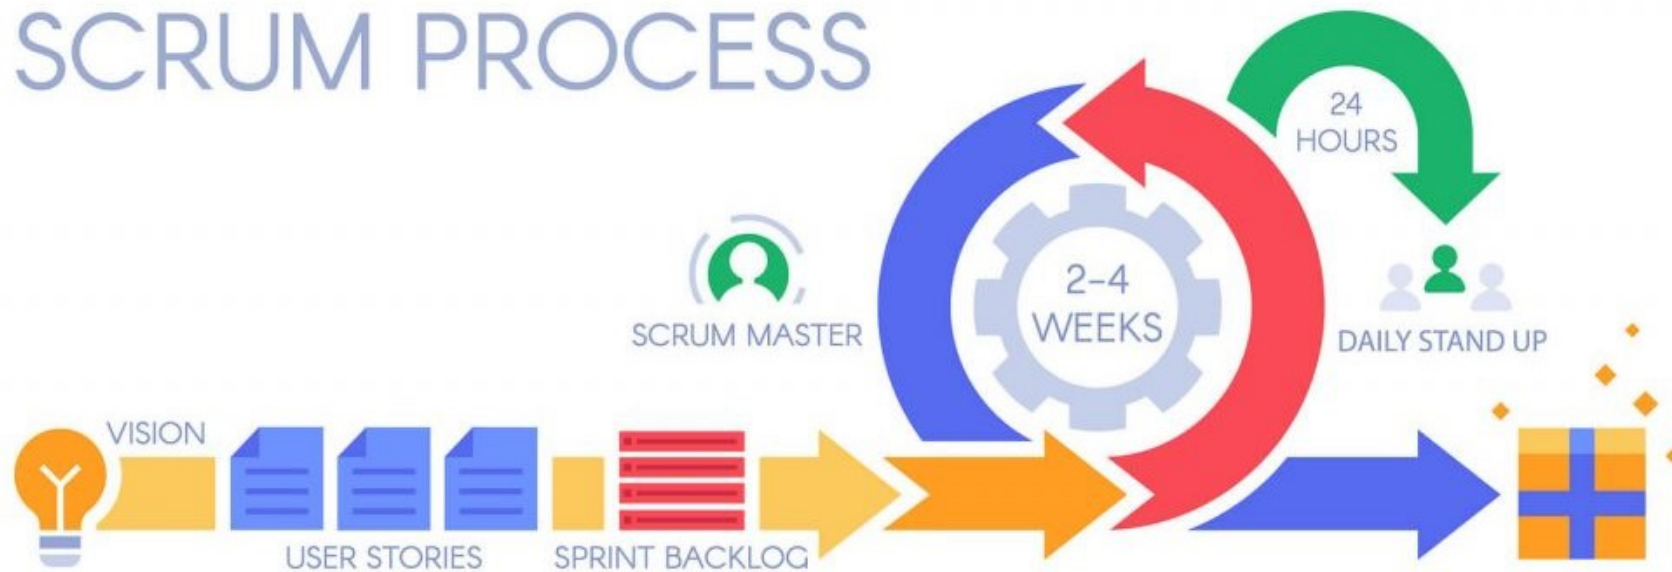 SCRUM PROCESS
24
HOURS
2-4
WEEKS
SCRUM MASTER
DAILY STAND UP
VISION
USER STORIES
SPRINT BACKLOG